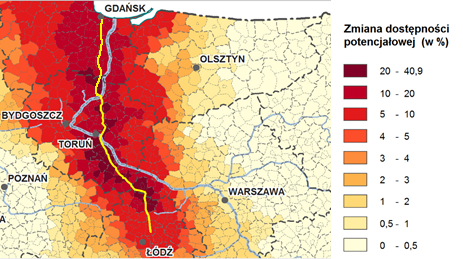 GDAŃSK
OLSZTYN
BYDGOSZCZ
TORUŃ
POZNAŃ
WARSZAWA
A
ŁÓDŹ
Zmiana dostępności
potencjałowej (w %)
20 - 40,9
10 - 20
5 - 10
4 - 5
3 - 4
2 - 3
1 - 2
0,5 - 1
0 - 0,5